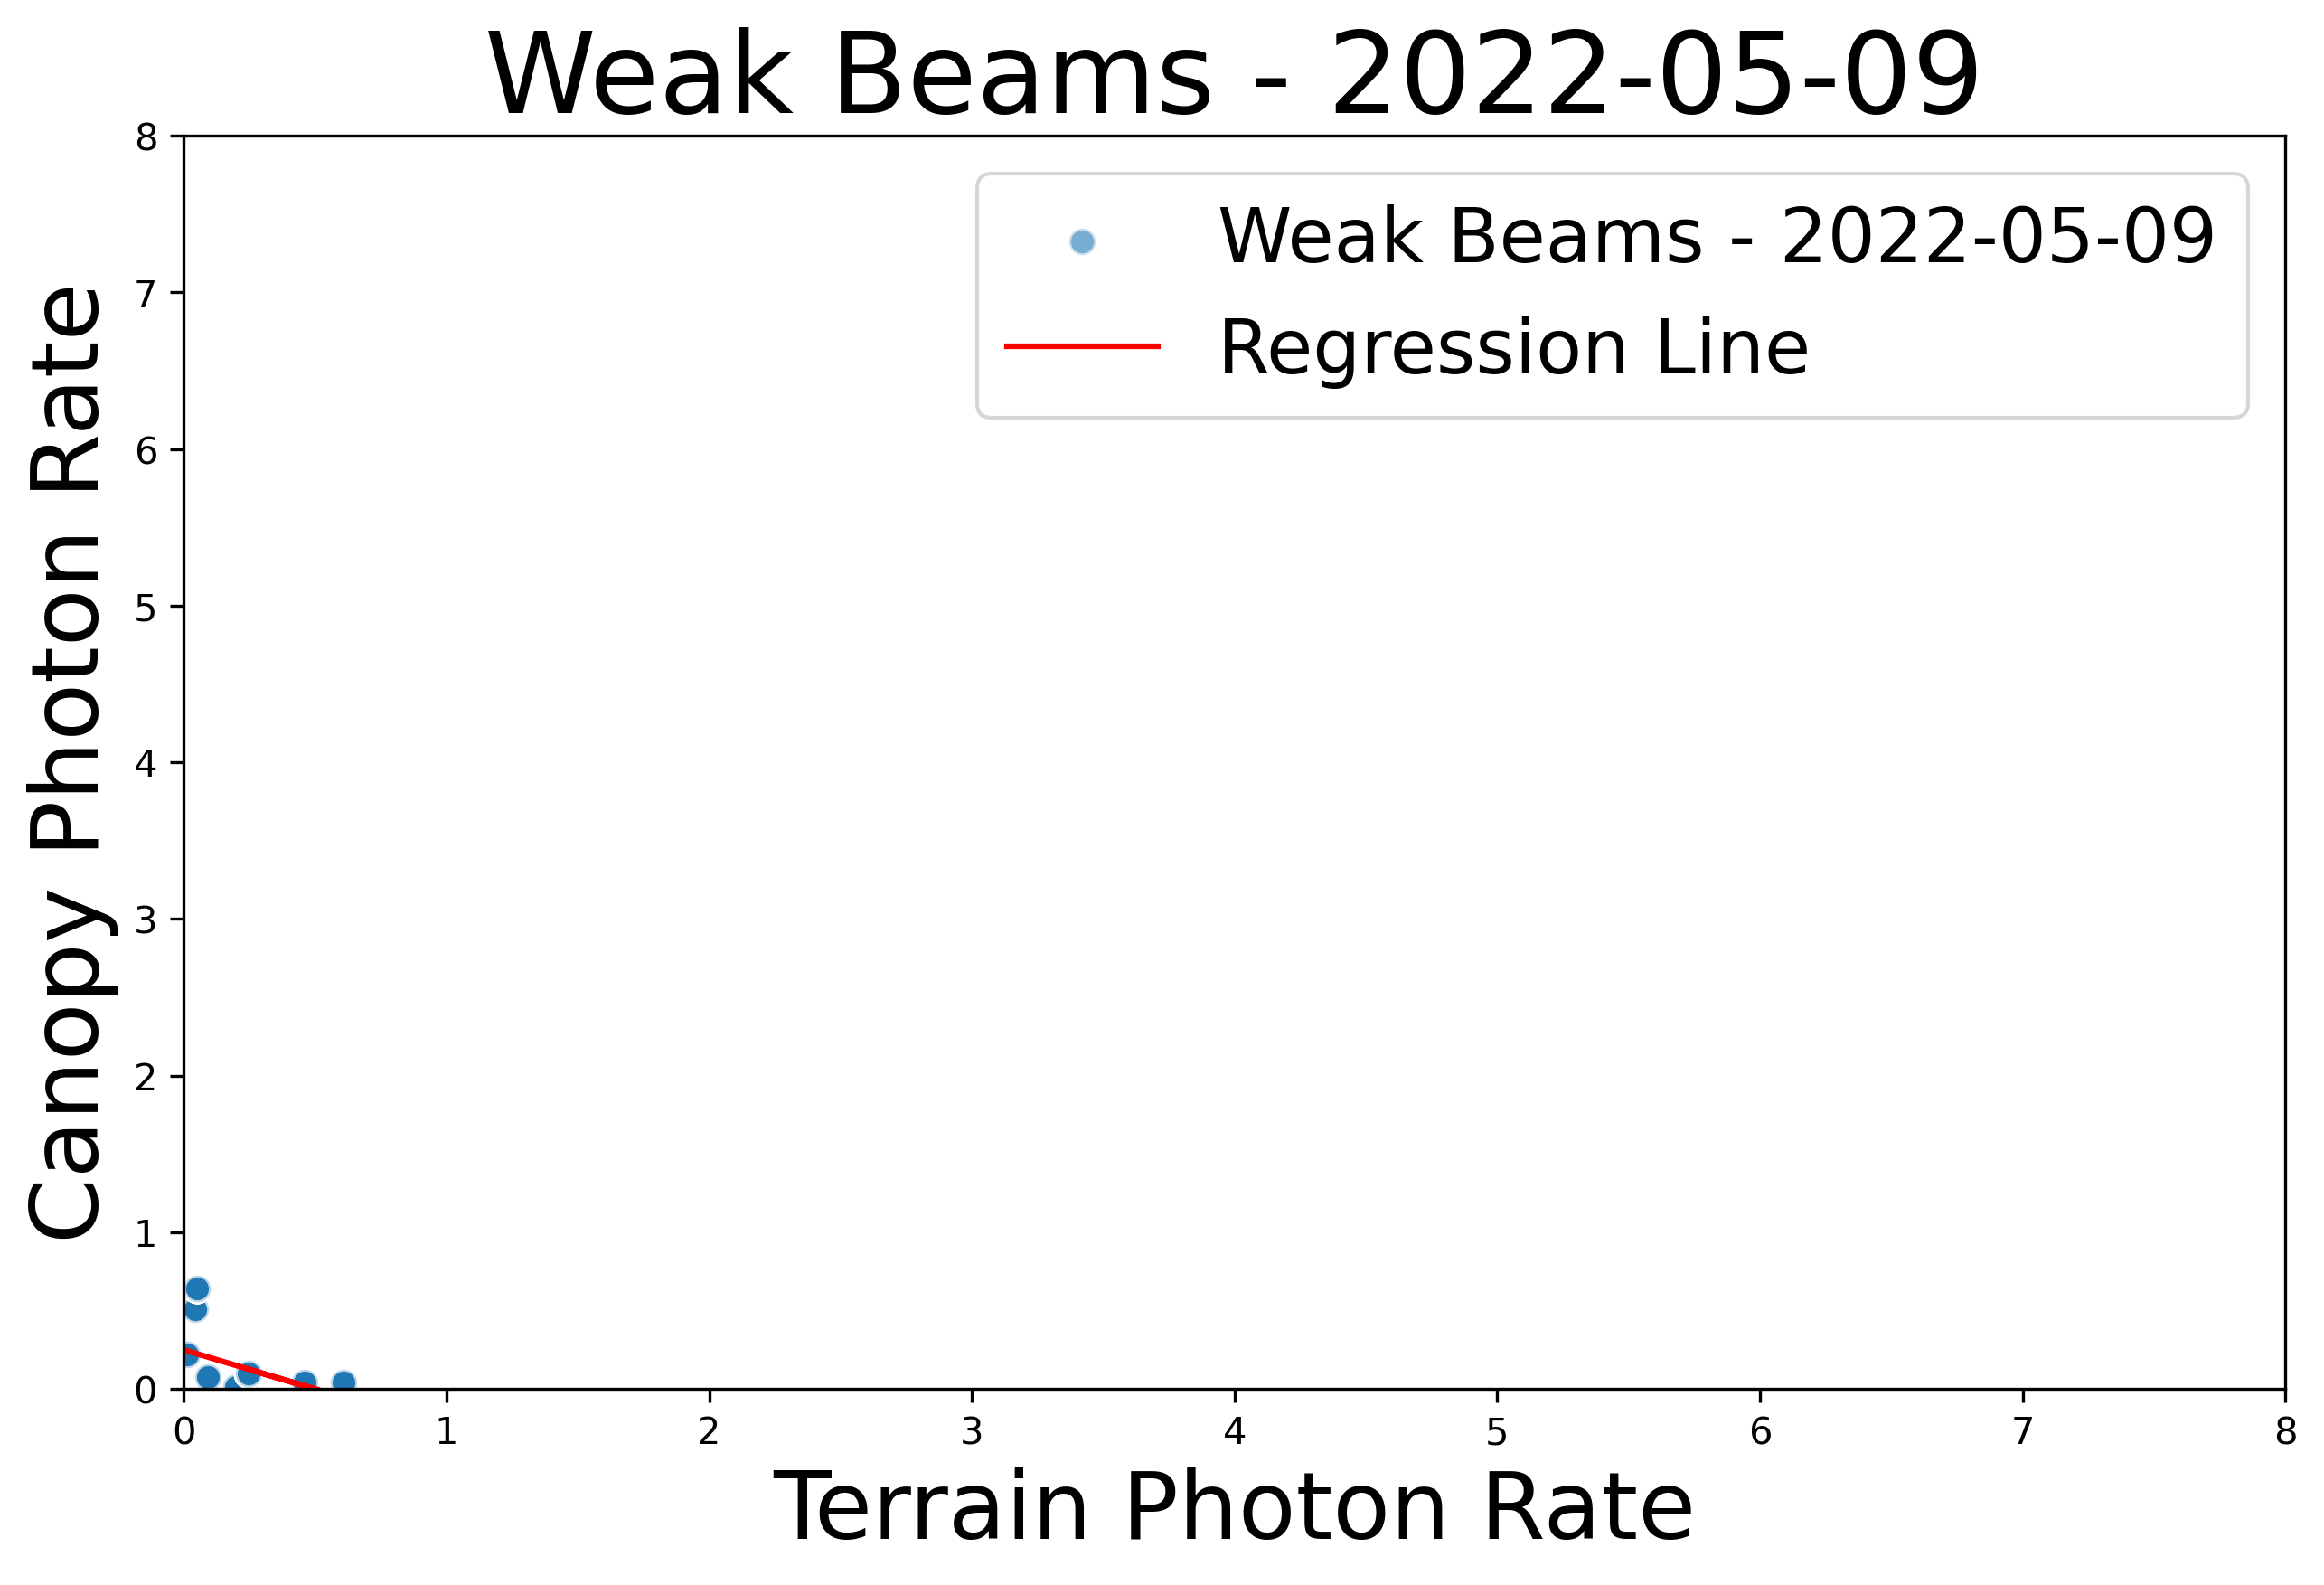 Weak Beams - 2022-05-09
Weak Beams - 2022-05-09
Regression Line
Canopy Photon Rate
8
7
6
5
4
3
2
1
0
0 1 2 3 4 5 6 7 8
Terrain Photon Rate